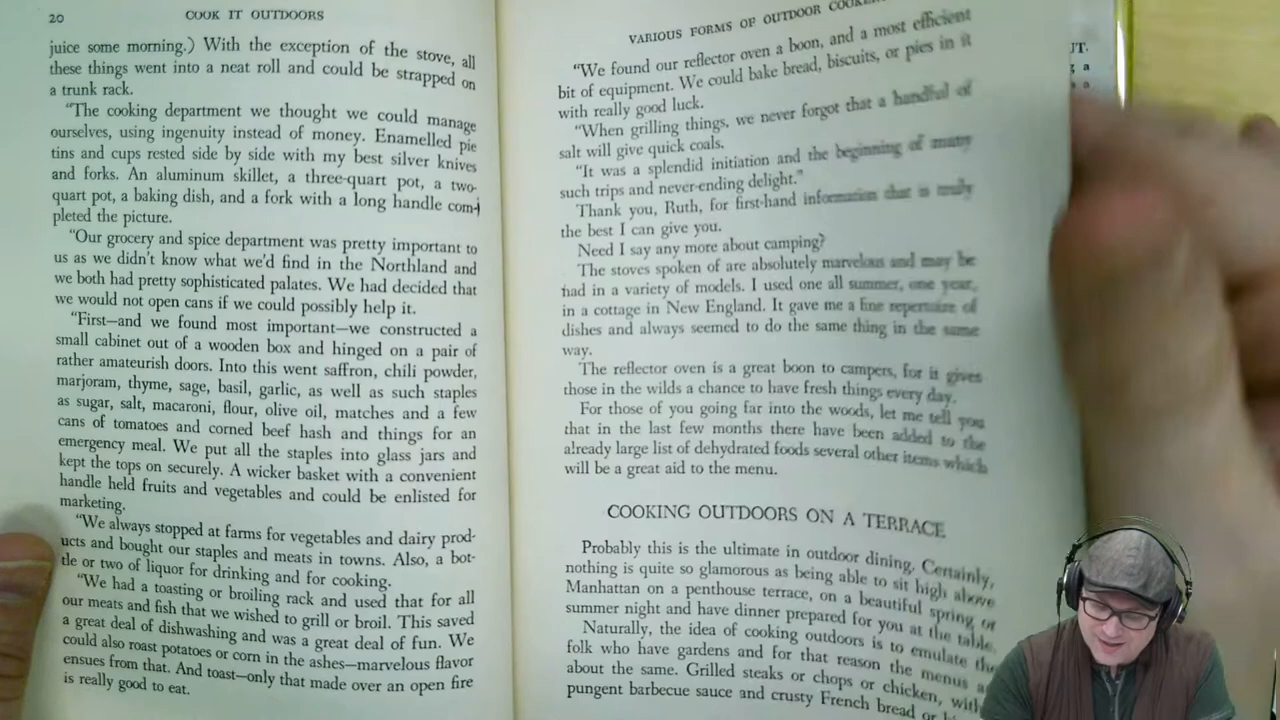 20
COOK IT OUTDOORS
juice some morning.) With the exception of the stove, all
these things went into a neat roll and could be strapped on
a trunk rack.
"The cooking department we thought we could manage
ourselves, using ingenuity instead of money. Enamelled pie
tins and cups rested side by side with my best silver knives
and forks. An aluminum skillet, a three-quart pot, a two-
quart pot, a baking dish, and a fork with a long handle com-
pleted the picture.
"Our grocery and spice department was pretty important to
us as we didn't know what we'd find in the Northland and
we both had pretty sophisticated palates. We had decided that
we would not open cans if we could possibly help it.
"First—and we found most important—we constructed a
small cabinet out of a wooden box and hinged on a pair of
rather amateurish doors. Into this went saffron, chili powder,
marjoram, thyme, sage, basil, garlic, as well as such staples
as sugar, salt, macaroni, flour, olive oil, matches and a few
cans of tomatoes and corned beef hash and things for an
emergency meal. We put all the staples into glass jars and
kept the tops on securely. A wicker basket with a convenient
handle held fruits and vegetables and could be enlisted for
marketing.
"We always stopped at farms for vegetables and dairy prod-
ucts and bought our staples and meats in towns. Also, a bot-
tle or two of liquor for drinking and for cooking.
"We had a toasting or broiling rack and used that for all
our meats and fish that we wished to grill or broil. This saved
a great deal of dishwashing and was a great deal of fun. We
could also roast potatoes or corn in the ashes—marvelous flavor
ensues from that. And toast—only that made over an open fire
is really good to eat.
VARIOUS FORMS OF OUTDOOR
"We found our reflector oven a boon, and a most efficient
bit of equipment. We could bake bread, biscuits, or pies in it
with really good luck.
"When grilling things, we never forgot that a handful of
salt will give quick coals.
"It was a splendid initiation and the beginning of many
such trips and never-ending delight."
Thank you, Ruth, for first-hand information that is truly
the best I can give you.
Need I say any more about camping?
The stoves spoken of are absolutely marvelous and may be
had in a variety of models. I used one all summer, one year,
in a cottage in New England. It gave me a fine repertoire of
dishes and always seemed to do the same thing in the same
way.
The reflector oven is a great boon to campers, for it gives
those in the wilds a chance to have fresh things every day.
For those of you going far into the woods, let me tell you
that in the last few months there have been added to the
already large list of dehydrated foods several other items which
will be a great aid to the menu.
COOKING OUTDOORS ON A TERRACE
Probably this is the ultimate in outdoor dining. Certainly,
nothing is quite so glamorous as being able to sit high above
Manhattan on a penthouse terrace, on a beautiful spring or
summer night and have dinner prepared for you at the table.
Naturally, the idea of cooking outdoors is to emulate the
folk who have gardens and for that reason the menus
about the same. Grilled steaks or chops or chicken, with
pungent barbecue sauce and crusty French bread or